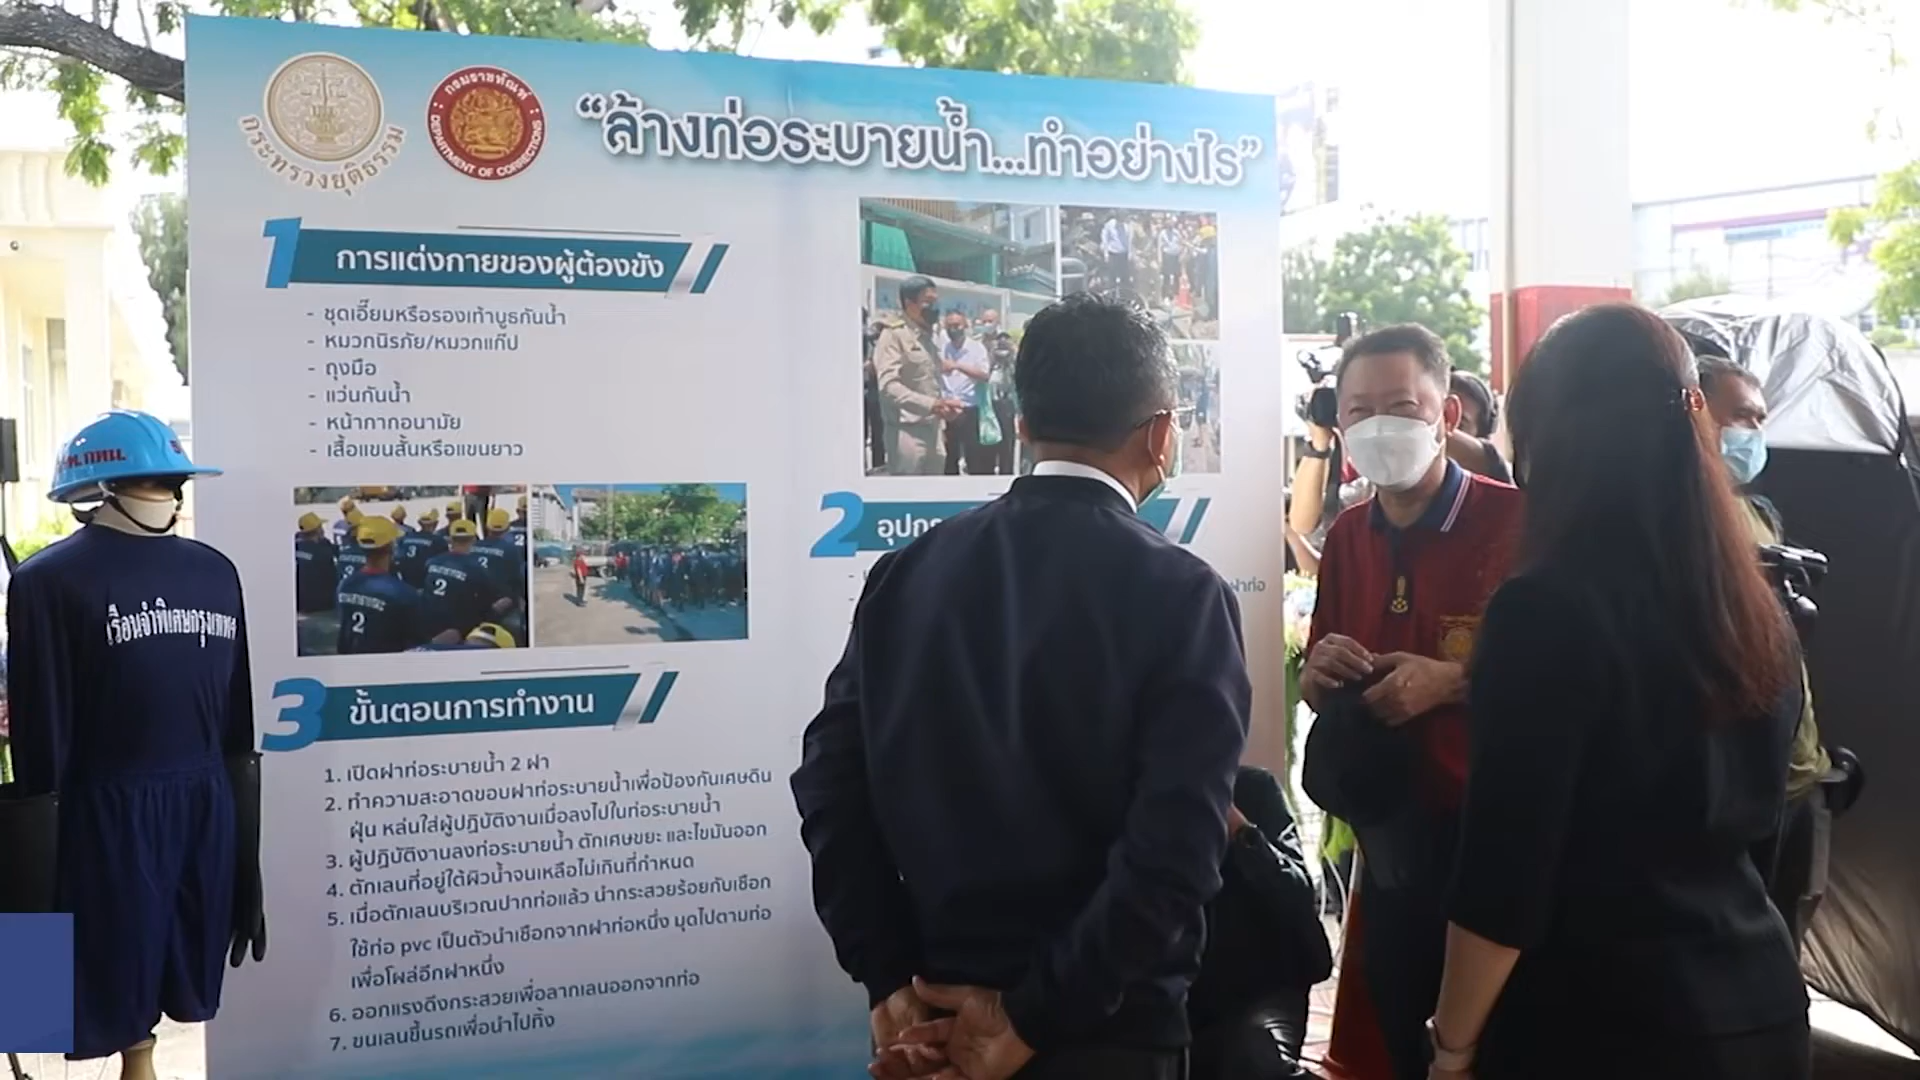 กระทรวงยุติธรรม
กรมราชทัณฑ์
DEPARTMENT OF CORRECTIONS
“ล้างท่อระบายน้ำ...ทำอย่างไร”
1 การแต่งกายของผู้ต้องขัง
- ชุดเอี๊ยมหรือรองเท้าบูธกันน้ำ
- หมวกนิรภัย/หมวกแก๊ป
- ถุงมือ
- แว่นกันน้ำ
- หน้ากากอนามัย
- เสื้อแขนสั้นหรือแขนยาว
2
ฝาท่อ
3 ขั้นตอนการทำงาน
1. เปิดฝาท่อระบายน้ำ 2 ฝา
2. ทำความสะอาดขอบฝาท่อระบายน้ำเพื่อป้องกันเศษดิน
ฝุ่น หล่นใส่ผู้ปฏิบัติงานเมื่อลงไปในท่อระบายน้ำ
3. ผู้ปฏิบัติงานลงท่อระบายน้ำ ตักเศษขยะ และไขมันออก
4. ตักเลนที่อยู่ใต้ผิวน้ำจนเหลือไม่เกินที่กำหนด
5. เมื่อตักเลนบริเวณปากท่อแล้ว นำกระสวยร้อยกับเชือก
ใช้ท่อ pvc เป็นตัวนำเชือกจากฝาท่อหนึ่ง มุดไปตามท่อ
เพื่อโผล่อีกฝาหนึ่ง
6. ออกแรงดึงกระสวยเพื่อลากเลนออกจากท่อ
7. ขนเลนขึ้นรถเพื่อนำไปทิ้ง
เรือนจำพิเศษกรุงเทพฯ